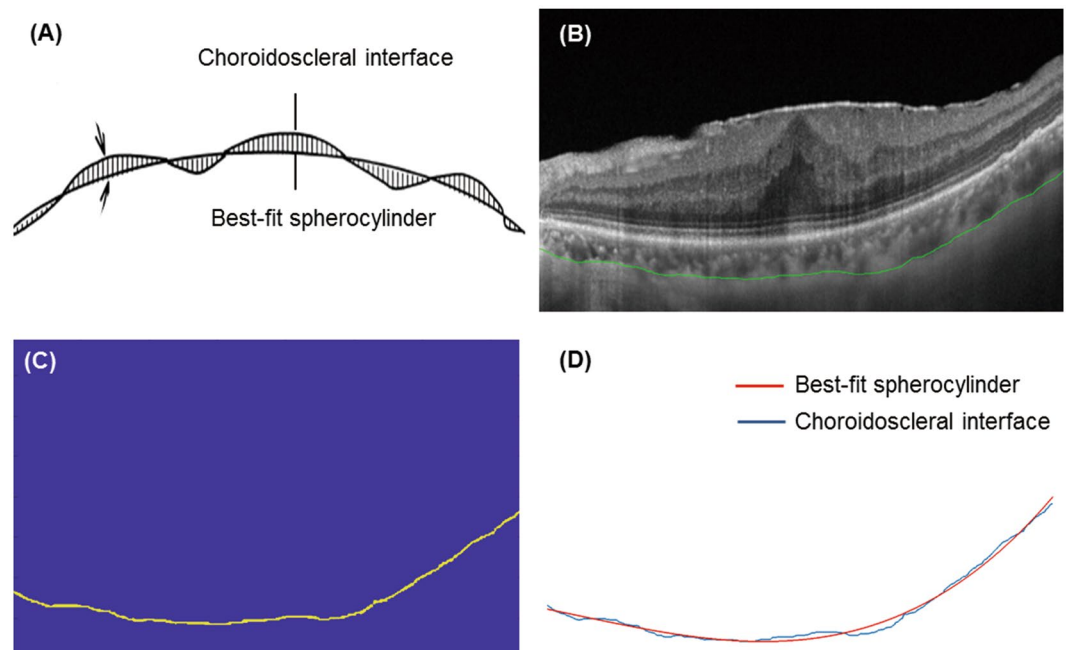 (A)
Choroidoscleral interface
Best-fit spherocylinder
(B)
(C)
(D)
Best-fit spherocylinder
Choroidoscleral interface